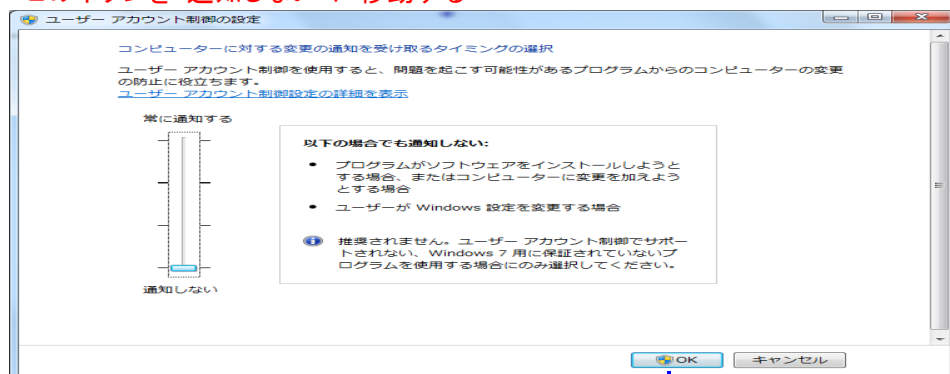 ユーザー アカウント制御の設定
コンピューターに対する変更の通知を受け取るタイミングの選択
ユーザー アカウント制御を使用すると、問題を起こす可能性があるプログラムからのコンピューターの変更
の防止に役立ちます。
ユーザー アカウント制御設定の詳細を表示
常に通知する
以下の場合でも通知しない:
• プログラムがソフトウェアをインストールしようと
する場合、またはコンピューターに変更を加えよう
とする場合
• ユーザーが Windows 設定を変更する場合
推奨されません。ユーザー アカウント制御でサポー
トされない、Windows 7 用に保証されていないプ
ログラムを使用する場合にのみ選択してください。
通知しない
OK
キャンセル